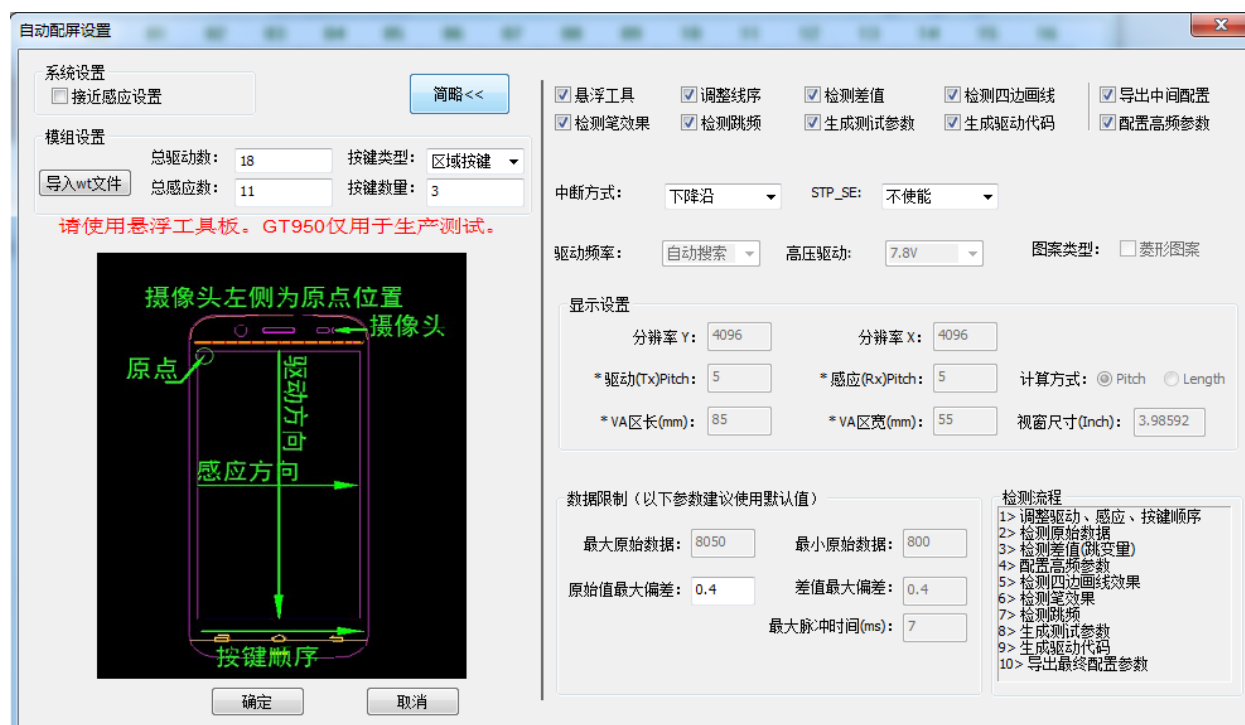 自动配屏设置
系统设置
接近感应设置
简略<<
模组设置
导入wt文件
总驱动数: 18
按键类型: 区域按键
总感应数: 11
按键数量: 3
请使用悬浮工具板。GT950仅用于生产测试。
摄像头左侧为原点位置
摄像头
原点
驱动方向
感应方向
按键顺序
确定
取消
悬浮工具 调整线序 检测差值 检测四边画线 导出中间配置
检测笔效果 检测跳频 生成测试参数 生成驱动代码 配置高频参数
中断方式: 下降沿 STP_SE: 不使能
驱动频率: 自动搜索 高压驱动: 7.8V 图案类型: 菱形图案
显示设置
分辨率Y: 4096 分辨率X: 4096
*驱动(Tx)Pitch: 5 *感应(Rx)Pitch: 5 计算方式: Pitch Length
*VA区长(mm): 85 *VA区宽(mm): 55 视窗尺寸(Inch): 3.98592
数据限制(以下参数建议使用默认值)
最大原始数据: 8050 最小原始数据: 800
原始值最大偏差: 0.4 差值最大偏差: 0.4
最大脉冲时间(ms): 7
检测流程
1>调整驱动、感应、按键顺序
2>检测原始数据
3>检测差值(跳变量)
4>配置高频参数
5>检测四边画线效果
6>检测笔效果
7>检测跳频
8>生成测试参数
9>生成驱动代码
10>导出最终配置参数